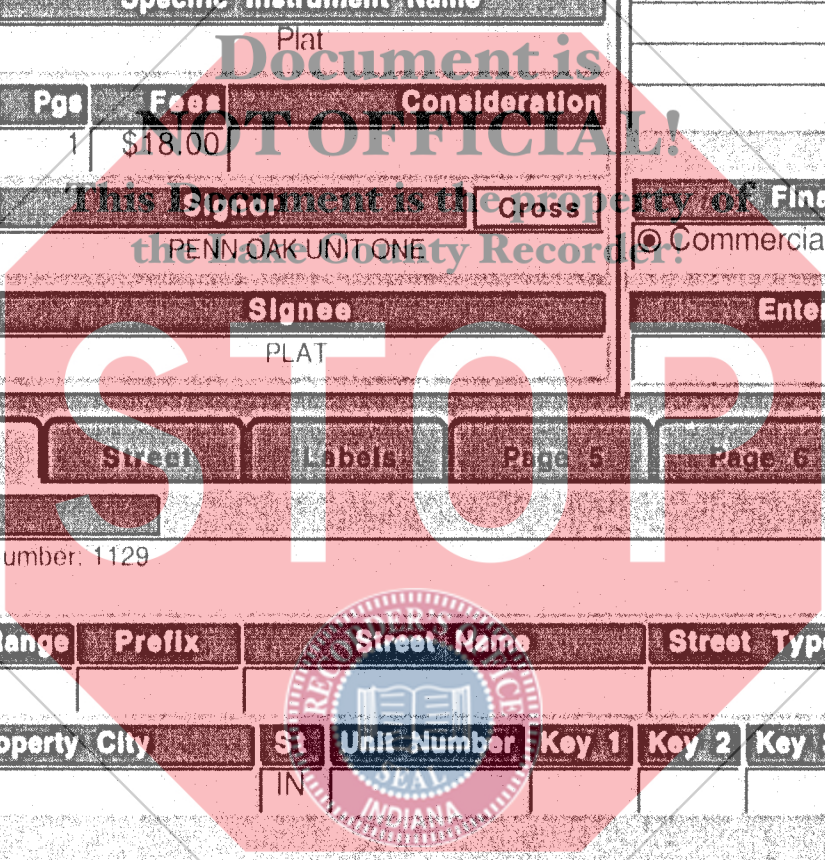 Specific Instrument Name
Plat
Document is
Pgs Fees Consideration
NOT OFFICIAL!
1 $18.00
This Document is the property of
Signor Cross Fina
the Lake County Recorder!
PENN-OAK-UNIT ONE Commercia
Signee Enter
PLAT
STOP
Street Labels Page 5 Page 6
umber: 1129
Range Prefix Street Name Street Type
operty City St Unit Number Key 1 Key 2 Key
IN
RECORDER'S OFFICE
SEAL
INDIANA